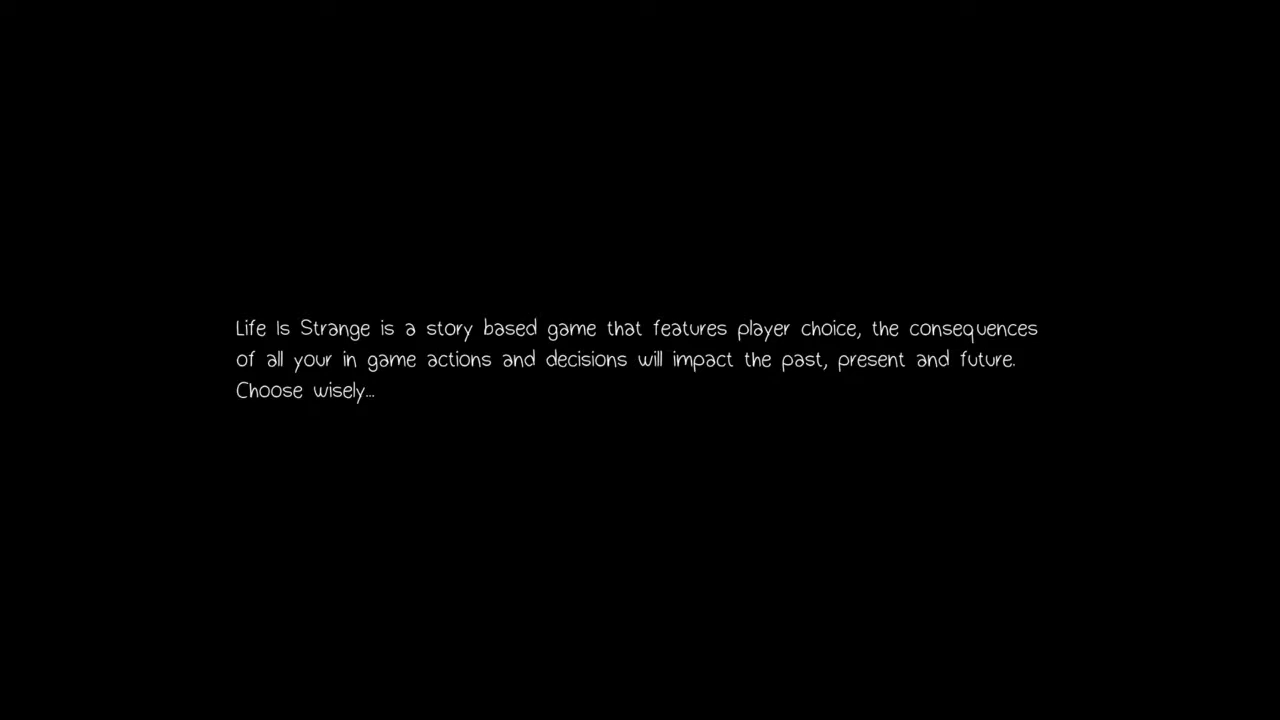 Life Is Strange is a story based game that features player choice, the consequences
of all your in game actions and decisions will impact the past, present and future.
Choose wisely...